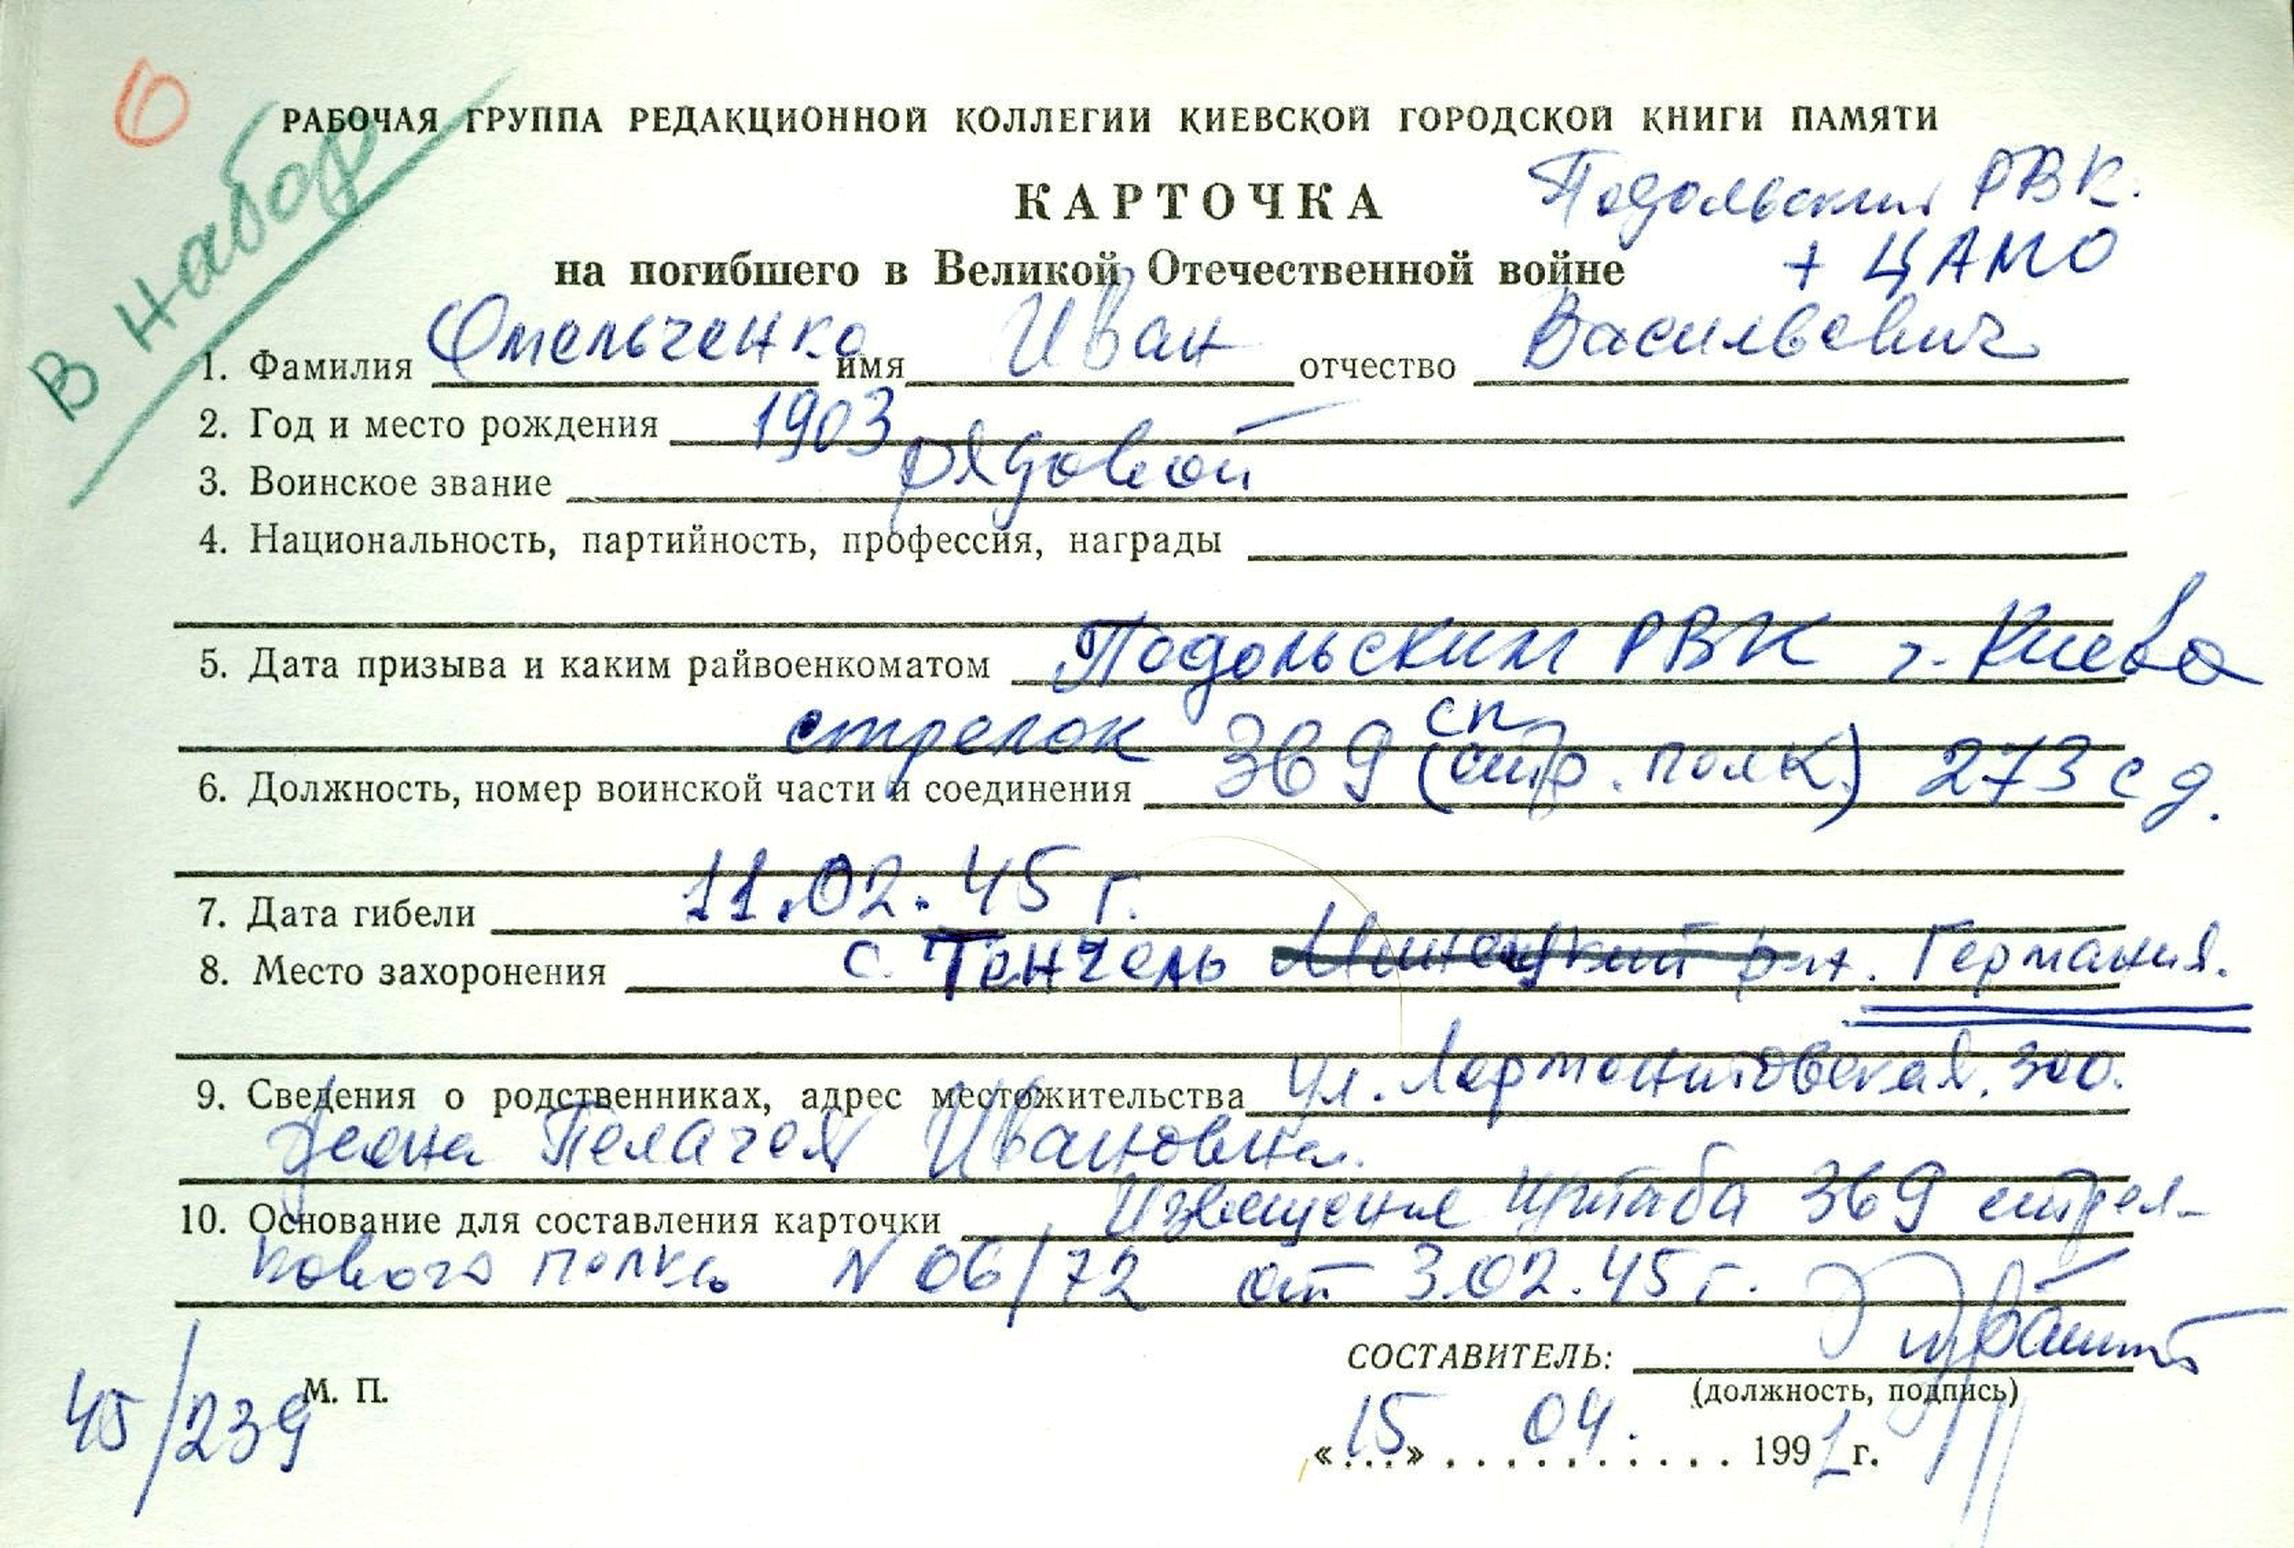 6
В набор
РАБОЧАЯ ГРУППА РЕДАКЦИОННОЙ КОЛЛЕГИИ КИЕВСКОЙ ГОРОДСКОЙ КНИГИ ПАМЯТИ
КАРТОЧКА
Подольский РВК.
на погибшего в Великой Отечественной войне
+ ЦАМО
1. Фамилия Омельченко имя Иван отчество Васильевич
2. Год и место рождения 1903
3. Воинское звание рядовой
4. Национальность, партийность, профессия, награды
5. Дата призыва и каким райвоенкоматом Подольским РВК г. Киева
стрелок
сп
6. Должность, номер воинской части и соединения 369 (стр. полк) 273 сд.
7. Дата гибели 11.02.45 г.
8. Место захоронения с. Тенчель р-н. Германия.
9. Сведения о родственниках, адрес местожительства ул. Лермонтовская,
жена Пелагея Ивановна.
10. Основание для составления карточки Извещение штаба 369 стрел-
кового полка N 06/72 от 3.02.45 г.
СОСТАВИТЕЛЬ:
(должность, подпись)
М. П.
45/239
«15» 04. 1991 г.